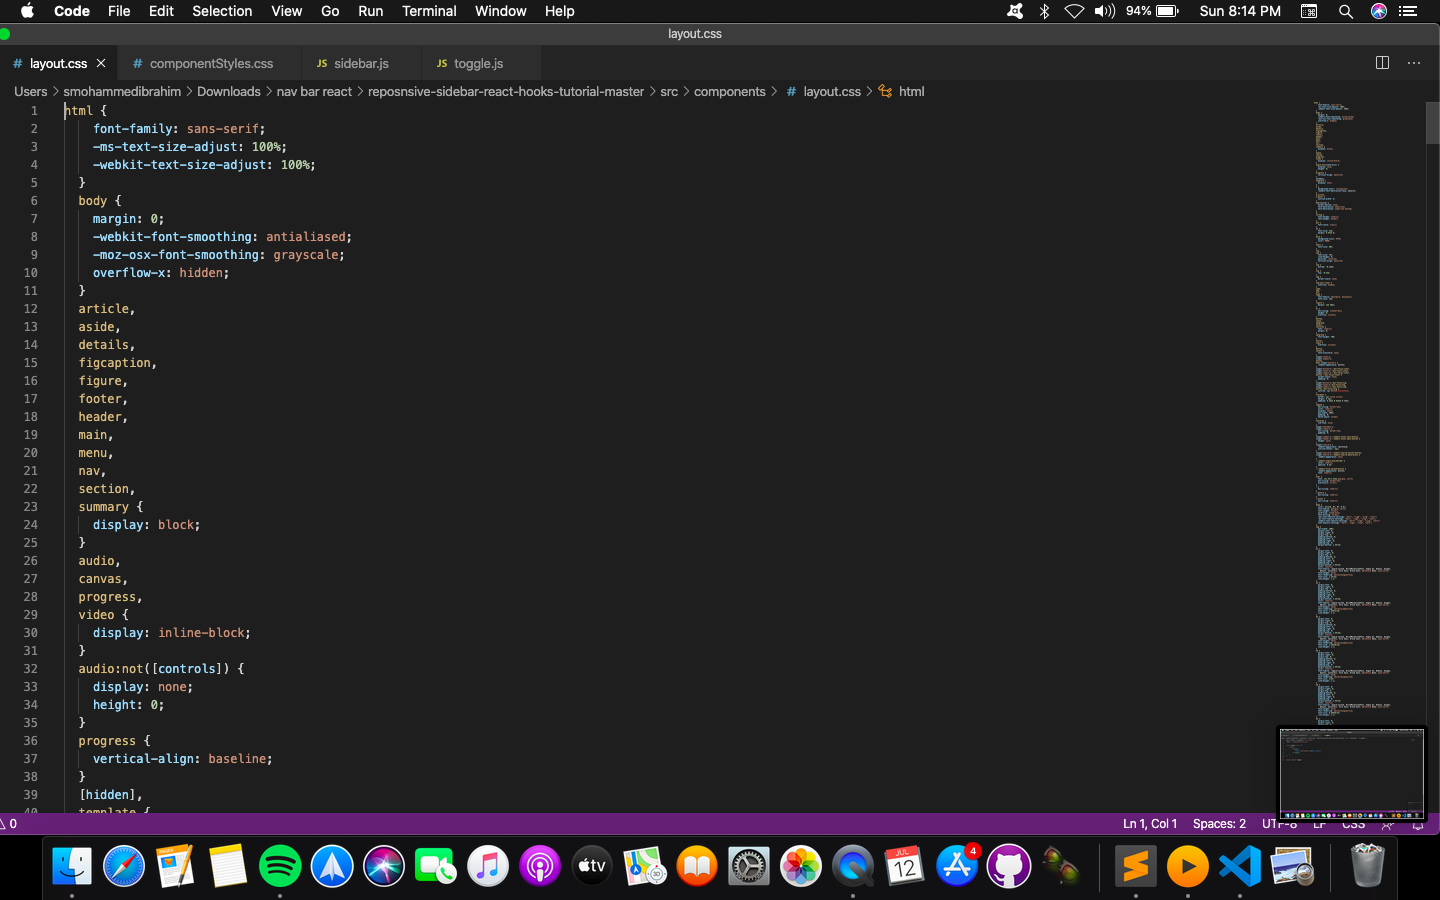 Code File Edit Selection View Go Run Terminal Window Help 94% Sun 8:14 PM
layout.css
# layout.css × # componentStyles.css JS sidebar.js JS toggle.js
Users > smohammedibrahim > Downloads > nav bar react > reposnsive-sidebar-react-hooks-tutorial-master > src > components > # layout.css > html
1 html {
2 font-family: sans-serif;
3 -ms-text-size-adjust: 100%;
4 -webkit-text-size-adjust: 100%;
5 }
6 body {
7 margin: 0;
8 -webkit-font-smoothing: antialiased;
9 -moz-osx-font-smoothing: grayscale;
10 overflow-x: hidden;
11 }
12 article,
13 aside,
14 details,
15 figcaption,
16 figure,
17 footer,
18 header,
19 main,
20 menu,
21 nav,
22 section,
23 summary {
24 display: block;
25 }
26 audio,
27 canvas,
28 progress,
29 video {
30 display: inline-block;
31 }
32 audio:not([controls]) {
33 display: none;
34 height: 0;
35 }
36 progress {
37 vertical-align: baseline;
38 }
39 [hidden],
40 template {
0 Ln 1, Col 1 Spaces: 2 UTF-8 LF CSS
PAGES tv 3D JUL 12 4